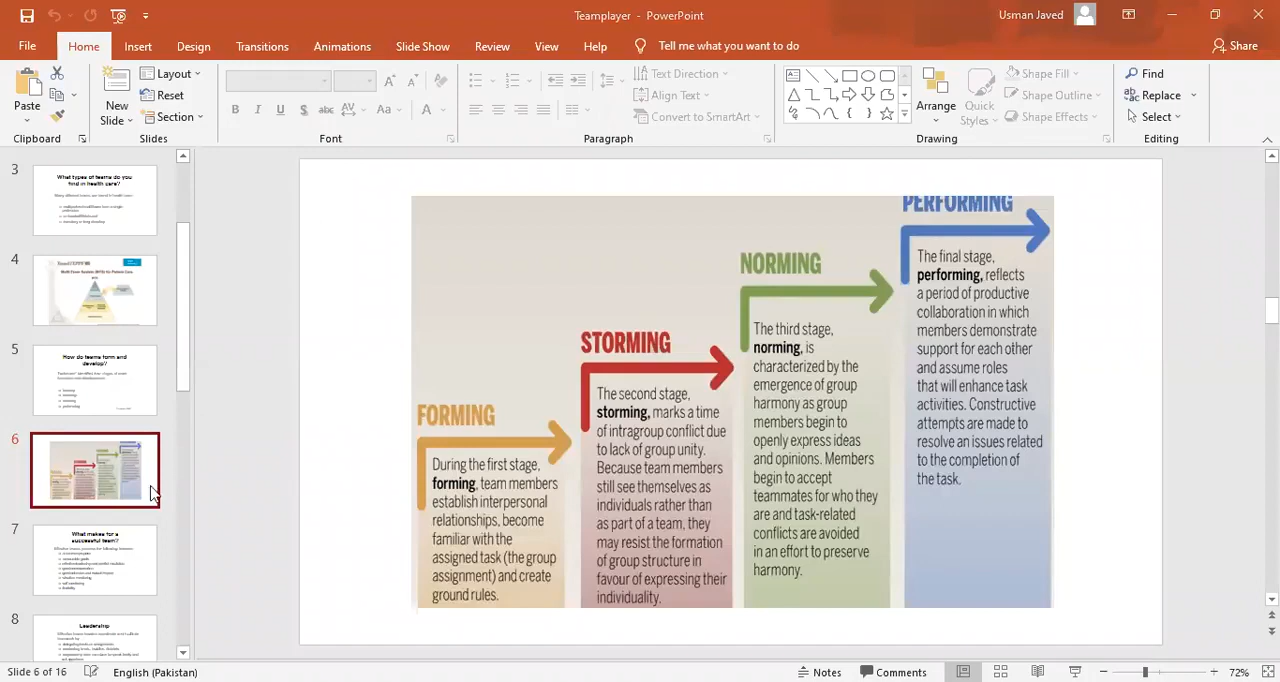 Teamplayer - PowerPoint
Usman Javed
File Home Insert Design Transitions Animations Slide Show Review View Help Tell me what you want to do Share
Paste
Clipboard
New
Slide
Layout
Reset
Section
Slides
B I U S abc AV Aa A
Font
Text Direction
Align Text
Convert to SmartArt
Paragraph
Arrange
Quick
Styles
Shape Fill
Shape Outline
Shape Effects
Drawing
Find
Replace
Select
Editing
3
What types of teams do you
find in health care?
4
5
How do teams form and
develop?
6
7
What makes for a
successful team?
8
Leadership
FORMING
During the first stage,
forming, team members
establish interpersonal
relationships, become
familiar with the
assigned task(the group
assignment) and create
ground rules.
STORMING
The second stage,
storming, marks a time
of intragroup conflict due
to lack of group unity.
Because team members
still see themselves as
individuals rather than
as part of a team, they
may resist the formation
of group structure in
favour of expressing their
individuality.
NORMING
The third stage,
norming, is
characterized by the
emergence of group
harmony as group
members begin to
openly express ideas
and opinions. Members
begin to accept
teammates for who they
are and task-related
conflicts are avoided
in an effort to preserve
harmony.
PERFORMING
The final stage,
performing, reflects
a period of productive
collaboration in which
members demonstrate
support for each other
and assume roles
that will enhance task
activities. Constructive
attempts are made to
resolve an issues related
to the completion of
the task.
Slide 6 of 16 English (Pakistan) Notes Comments 72%